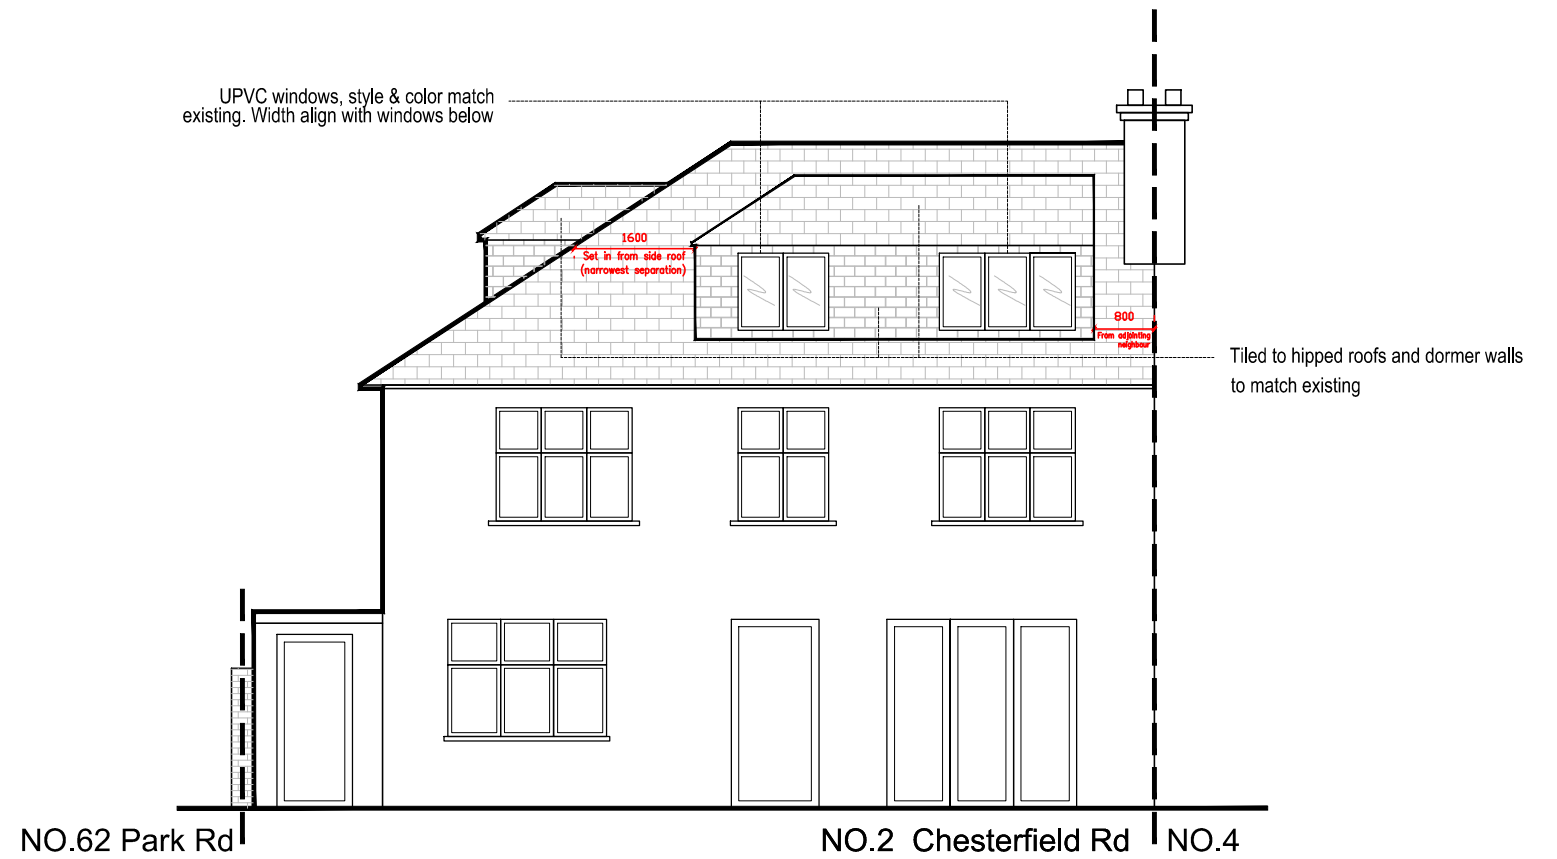 UPVC windows, style & color match
existing. Width align with windows below
1600
Set in from side roof
(narrowest separation)
800
From adjointing
neighbour
Tiled to hipped roofs and dormer walls
to match existing
NO.62 Park Rd
NO.2 Chesterfield Rd
NO.4